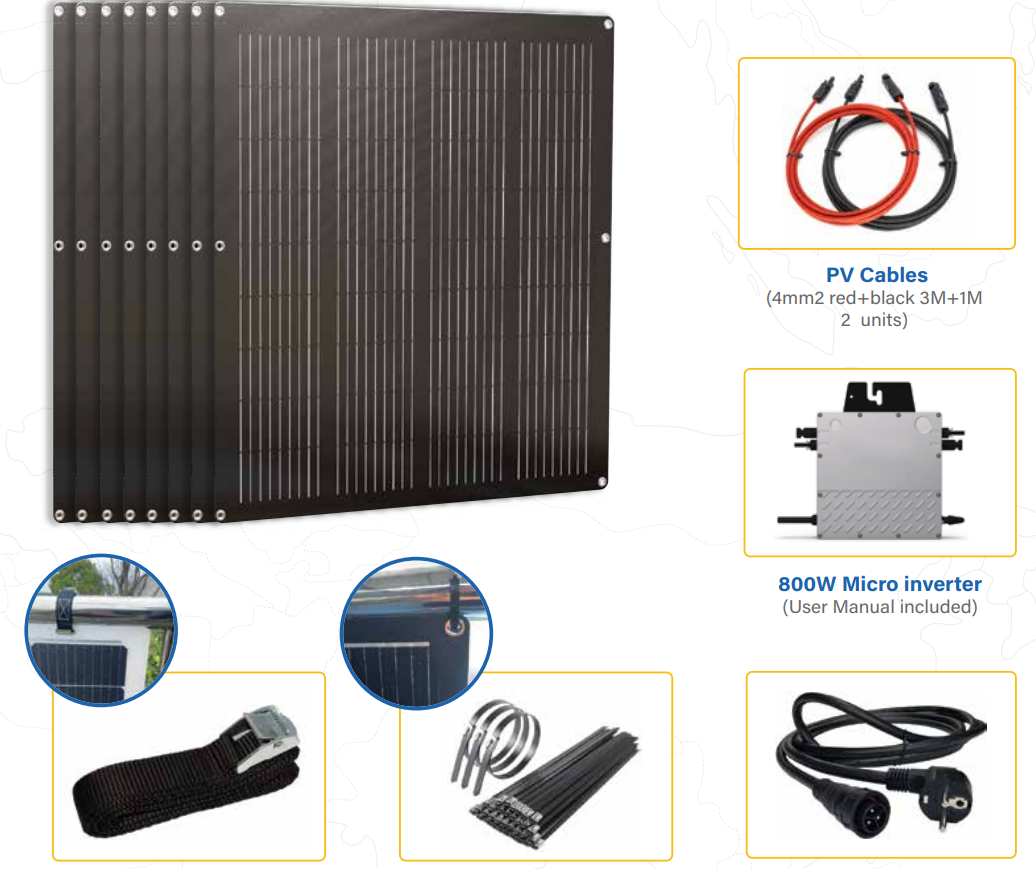 PV Cables
(4mm2 red+black 3M+1M
2 units)
800W Micro inverter
(User Manual included)